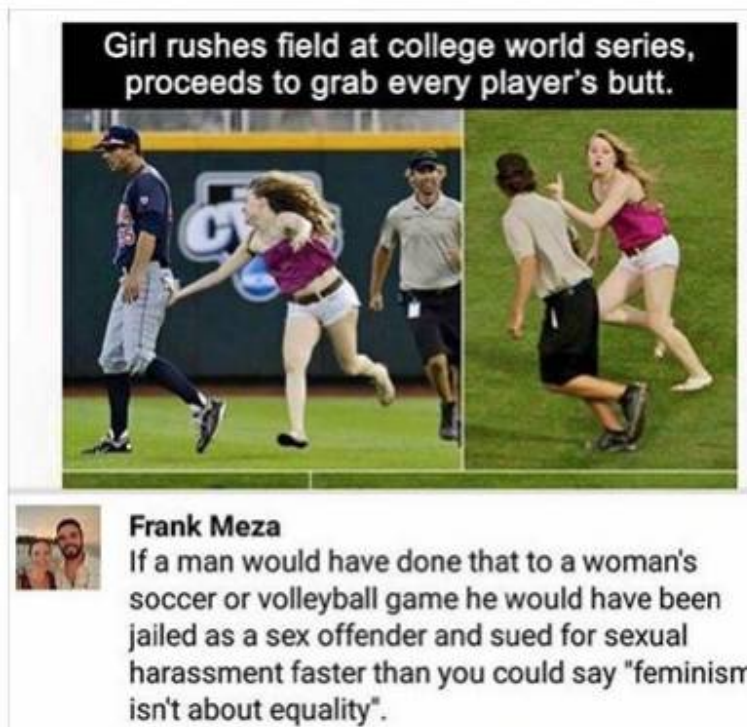 Girl rushes field at college world series,
proceeds to grab every player's butt.
Frank Meza
If a man would have done that to a woman's
soccer or volleyball game he would have been
jailed as a sex offender and sued for sexual
harassment faster than you could say "feminism
isn't about equality".